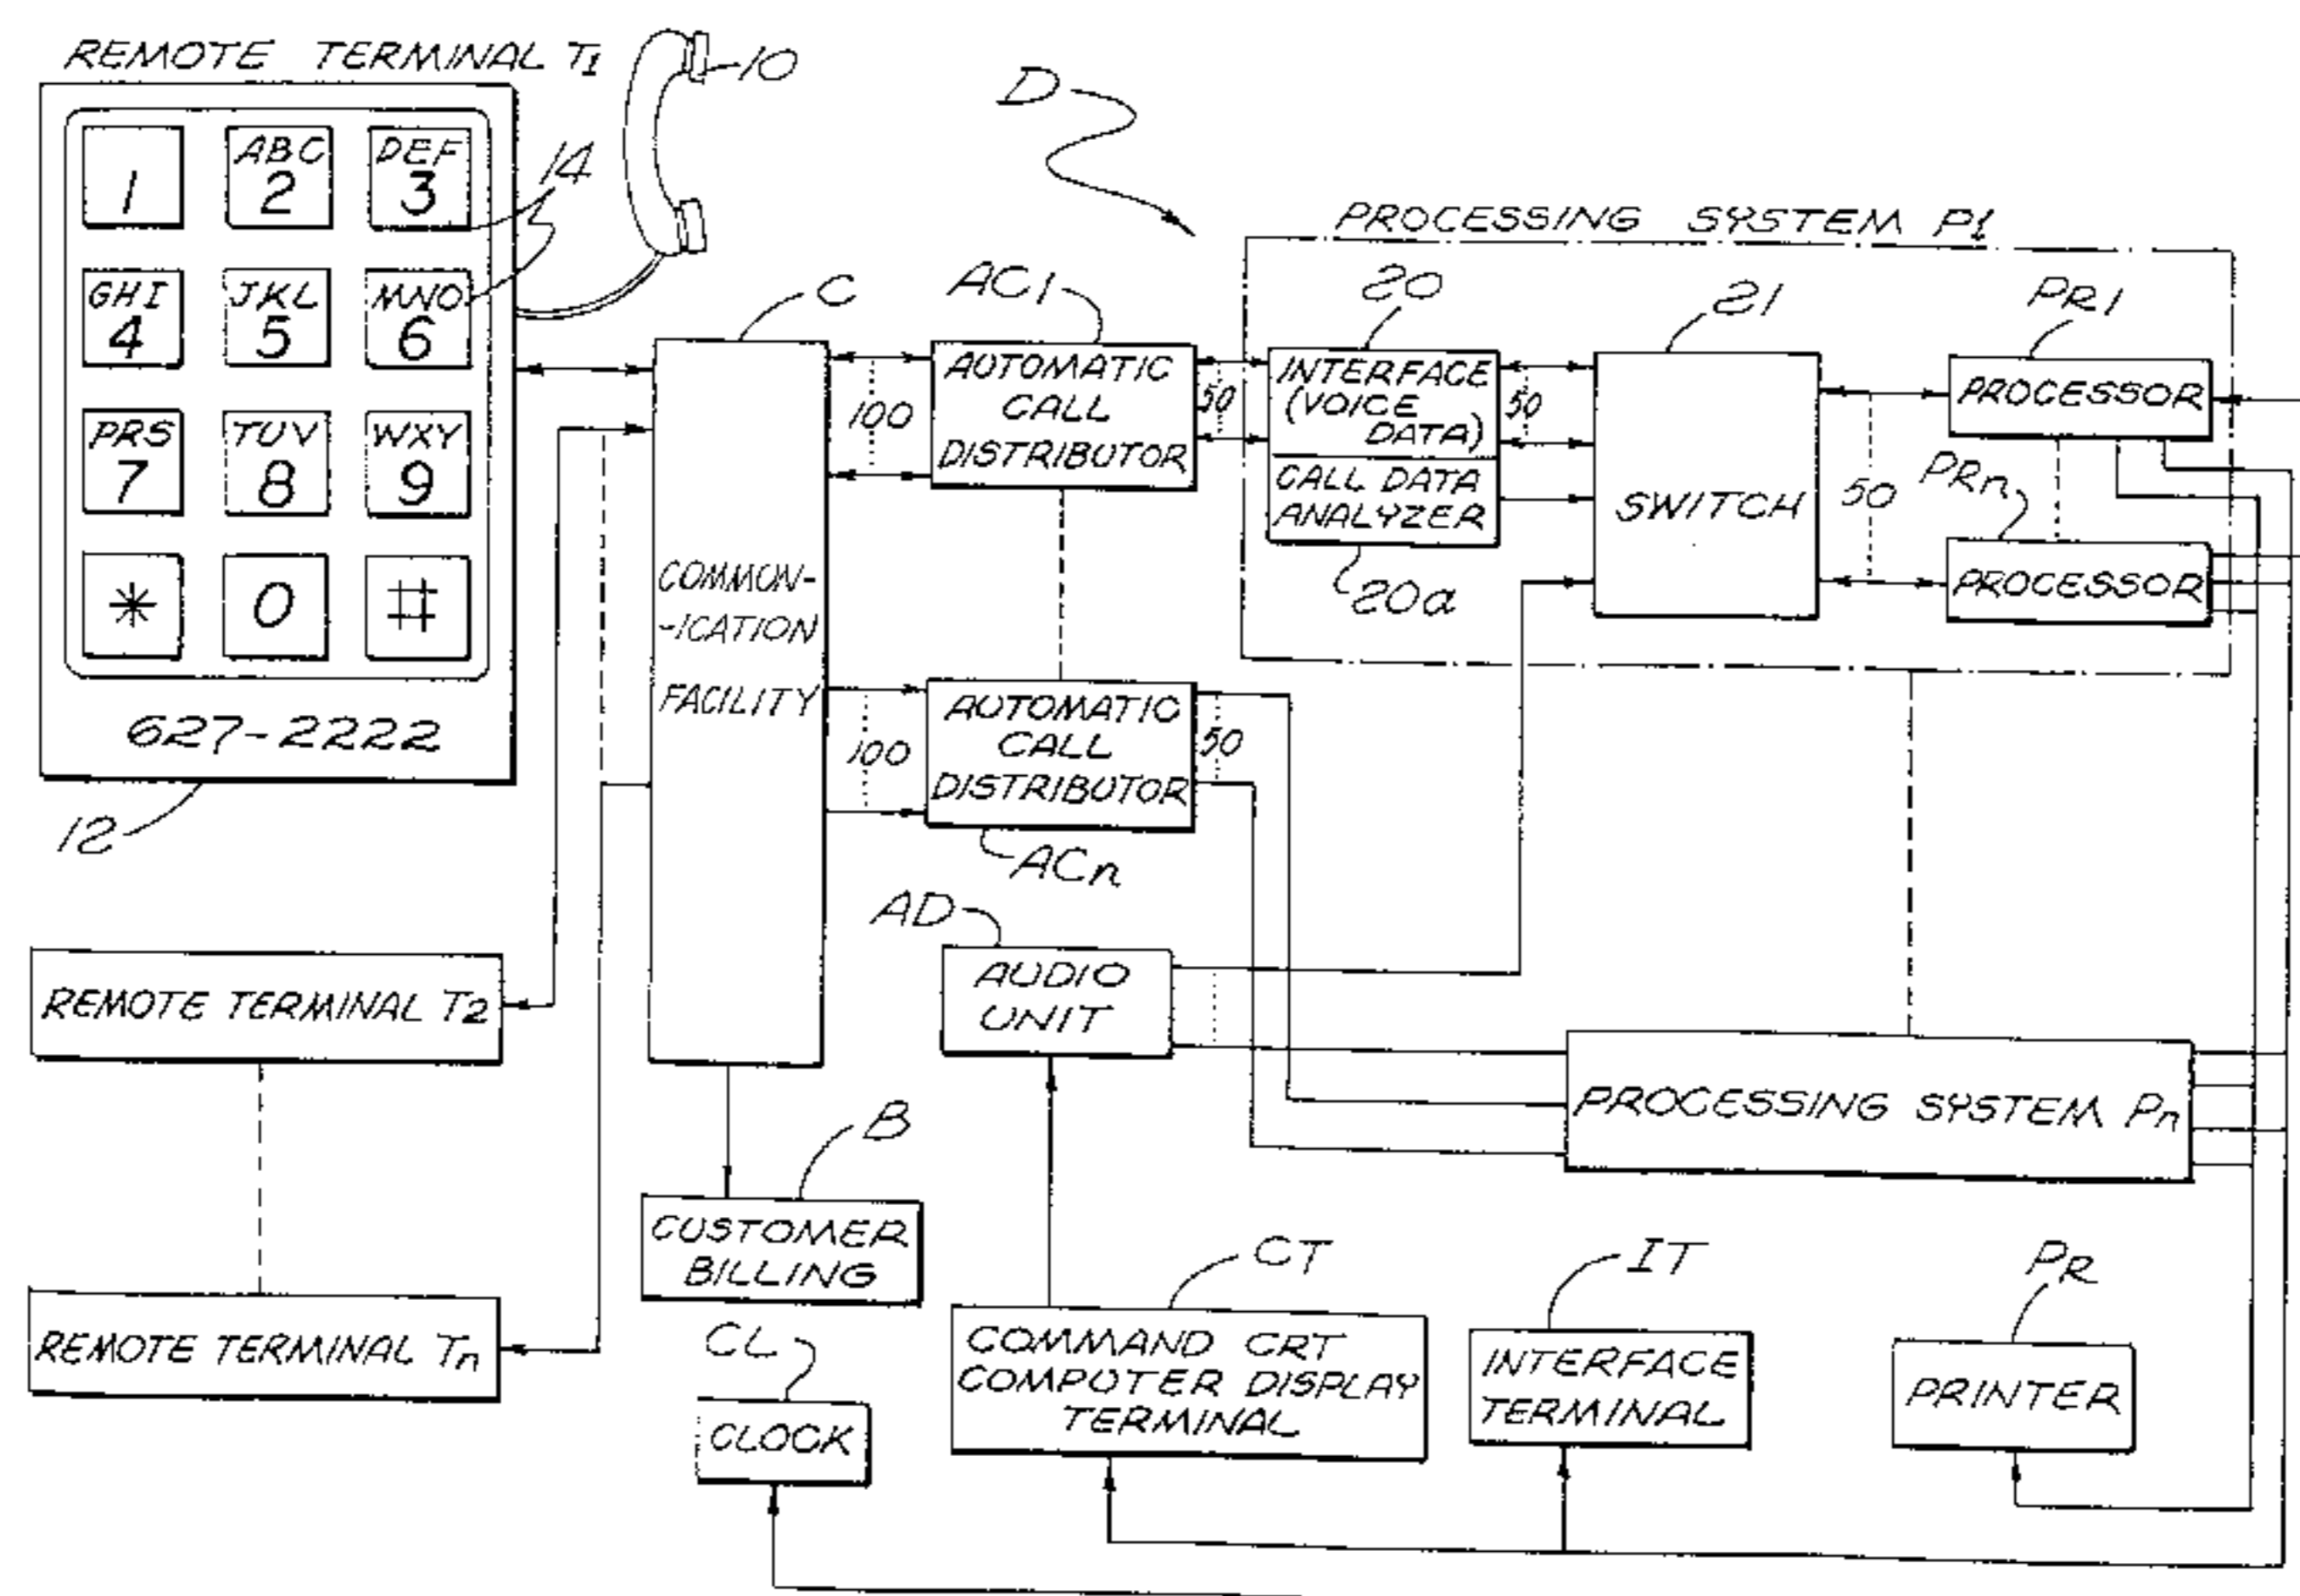 REMOTE TERMINAL T1
10
1
ABC
2
DEF
3
14
GHI
4
JKL
5
MNO
6
PRS
7
TUV
8
WXY
9
*
0
#
627-2222
12
REMOTE TERMINAL T2
REMOTE TERMINAL Tn
C
COMMUN-
-ICATION
FACILITY
100
100
B
CUSTOMER
BILLING
CL
CLOCK
D
AC1
AUTOMATIC
CALL
DISTRIBUTOR
50
AUTOMATIC
CALL
DISTRIBUTOR
50
ACn
AD
AUDIO
UNIT
CT
COMMAND CRT
COMPUTER DISPLAY
TERMINAL
PROCESSING SYSTEM P1
20
INTERFACE
(VOICE
DATA)
CALL DATA
ANALYZER
20a
50
21
SWITCH
50
PR1
PROCESSOR
PRn
PROCESSOR
PROCESSING SYSTEM Pn
IT
INTERFACE
TERMINAL
PR
PRINTER